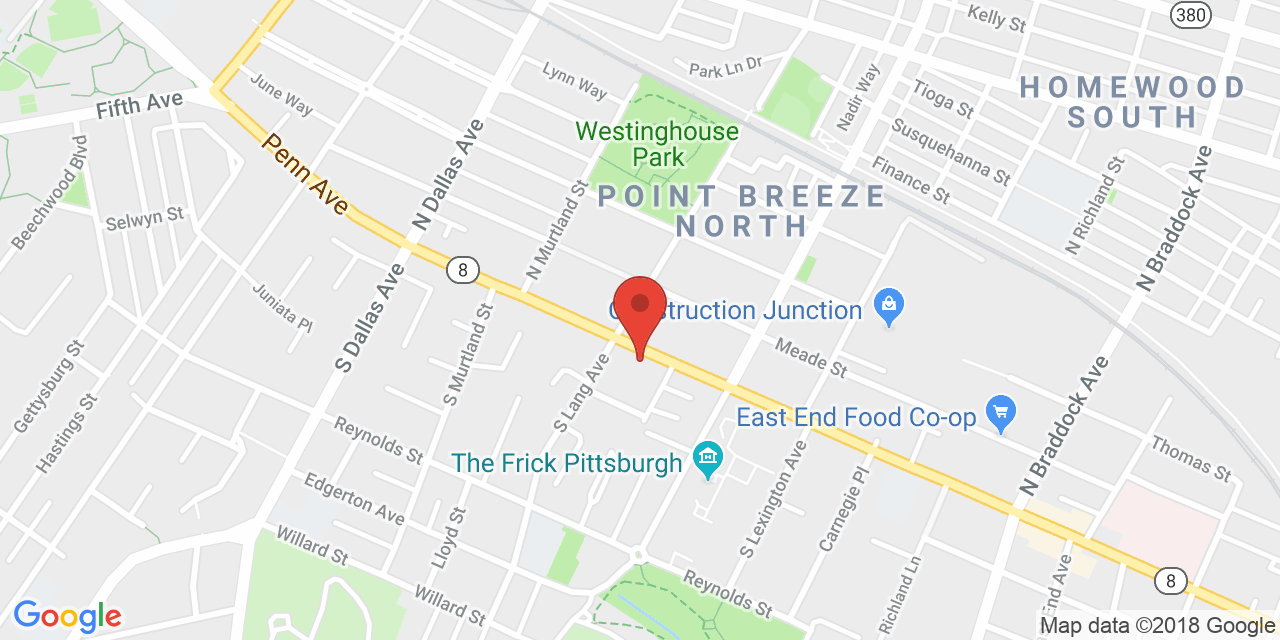 380
Kelly St
Park Ln Dr
Lynn Way
June Way
Fifth Ave
Nadir Way
Tioga St
HOMEWOOD
SOUTH
Susquehanna St
Westinghouse
Park
Penn Ave
N Dallas Ave
Finance St
N Richland St
N Braddock Ave
Beechwood Blvd
Selwyn St
POINT BREEZE
NORTH
N Murtland St
8
Juniata Pl
S Dallas Ave
Construction Junction
S Murtland St
Meade St
Gettysburg St
Hastings St
S Lang Ave
East End Food Co-op
N Braddock Ave
Reynolds St
The Frick Pittsburgh
Thomas St
Edgerton Ave
S Lexington Ave
Carnegie Pl
Lloyd St
Willard St
Willard St
Reynolds St
Richland Ln
End Ave
8
Google
Map data ©2018 Google